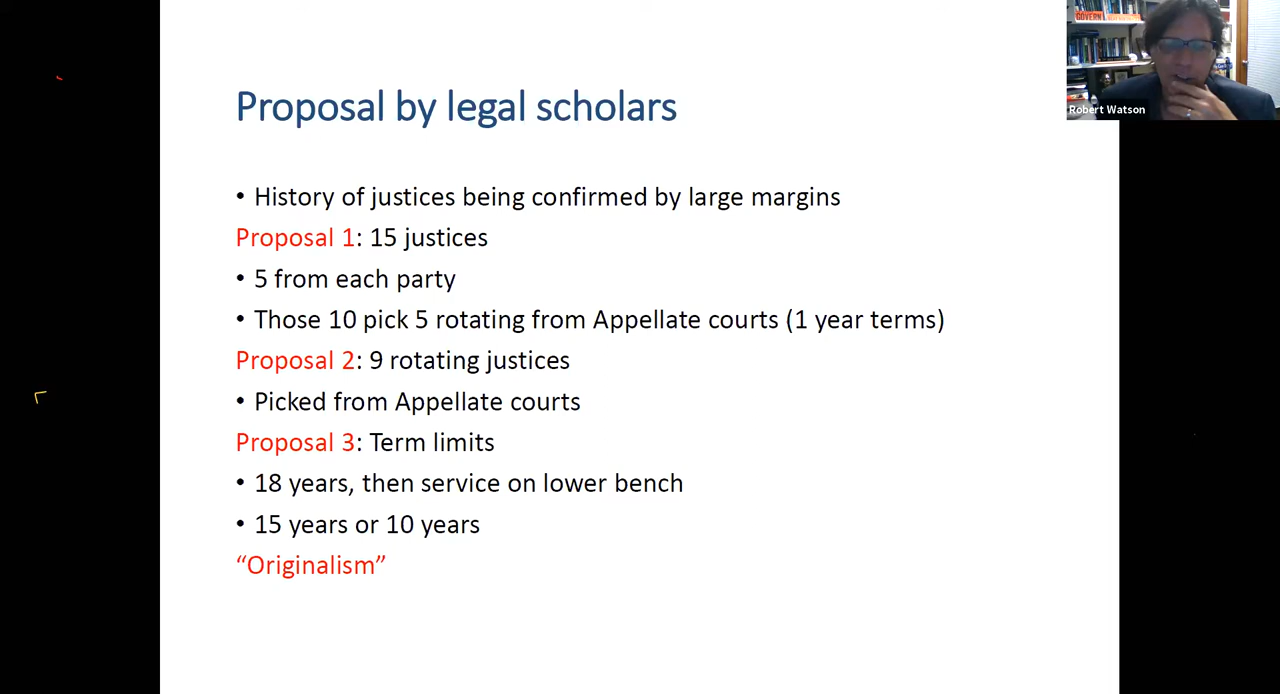 GOVERN
Robert Watson
Proposal by legal scholars
• History of justices being confirmed by large margins
Proposal 1: 15 justices
• 5 from each party
• Those 10 pick 5 rotating from Appellate courts (1 year terms)
Proposal 2: 9 rotating justices
• Picked from Appellate courts
Proposal 3: Term limits
• 18 years, then service on lower bench
• 15 years or 10 years
“Originalism”